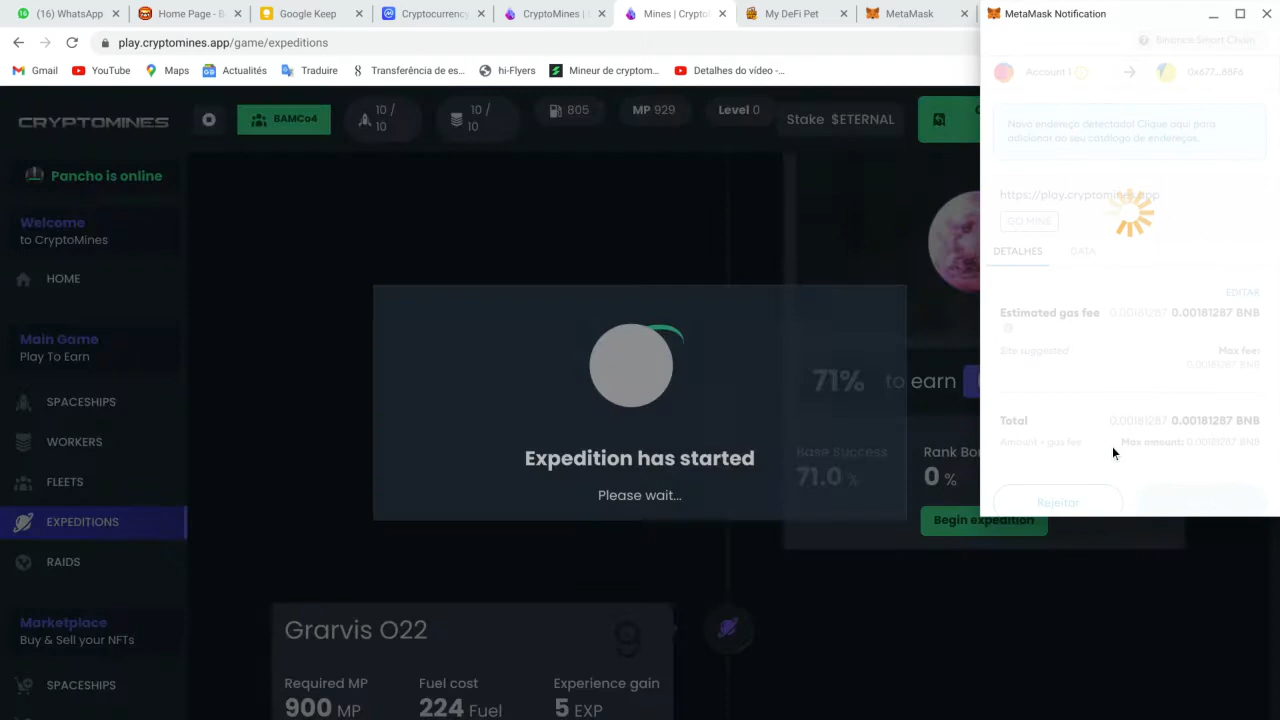 (16) WhatsApp
Home Page - B
Google Keep
Cryptocurrency
CryptoMines |
Mines | Crypto
My DeFi Pet
MetaMask
MetaMask Notification
play.cryptomines.app/game/expeditions
Gmail
YouTube
Maps
Actualités
Traduire
Transferência de es...
hi-Flyers
Mineur de cryptom...
Detalhes do vídeo -...
Binance Smart Chain
Account 1
0x677...88F6
CRYPTOMINES
BAMCo4
10 /
10
10 /
10
805
MP 929
Level 0
Stake $ETERNAL
Novo endereço detectado! Clique aqui para
adicionar ao seu catálogo de endereços.
Pancho is online
Welcome
to CryptoMines
HOME
Main Game
Play To Earn
SPACESHIPS
WORKERS
FLEETS
EXPEDITIONS
RAIDS
Marketplace
Buy & Sell your NFTs
SPACESHIPS
Expedition has started
Please wait...
71% to earn
Base Success
71.0 %
Rank Bo
0 %
Begin expedition
Grarvis O22
9
Required MP
900 MP
Fuel cost
224 Fuel
Experience gain
5 EXP
https://play.cryptomines.app
GO MINE
DETALHES
DATA
EDITAR
Estimated gas fee
0.00181287 0.00181287 BNB
Site suggested
Max fee:
0.00181287 BNB
Total
0.00181287 0.00181287 BNB
Amount + gas fee
Max amount: 0.00181287 BNB
Rejeitar